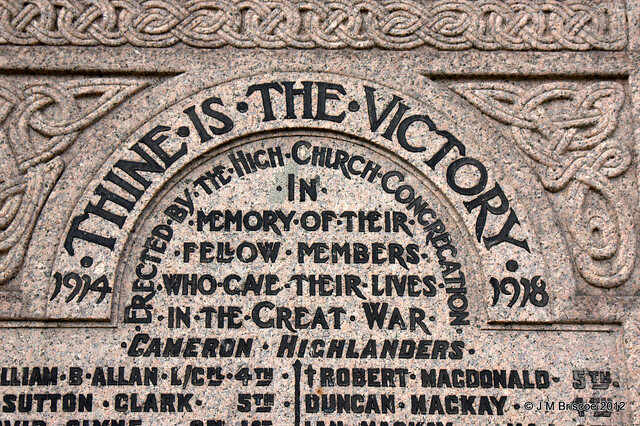 THINE·IS·THE·VICTORY
1914 1918
·ERECTED·BY·THE·HIGH·CHURCH·CONGREGATION·
·IN·
·MEMORY·OF·THEIR
·FELLOW·MEMBERS·
·WHO·GAVE·THEIR·LIVES·
·IN·THE·GREAT·WAR·
·CAMERON·HIGHLANDERS·
LLIAM·B·ALLAN·L/CPL·4TH
SUTTON·CLARK· 5TH
†ROBERT·MACDONALD· 5TH
DUNCAN·MACKAY· 4TH
© J M Briscoe 2012